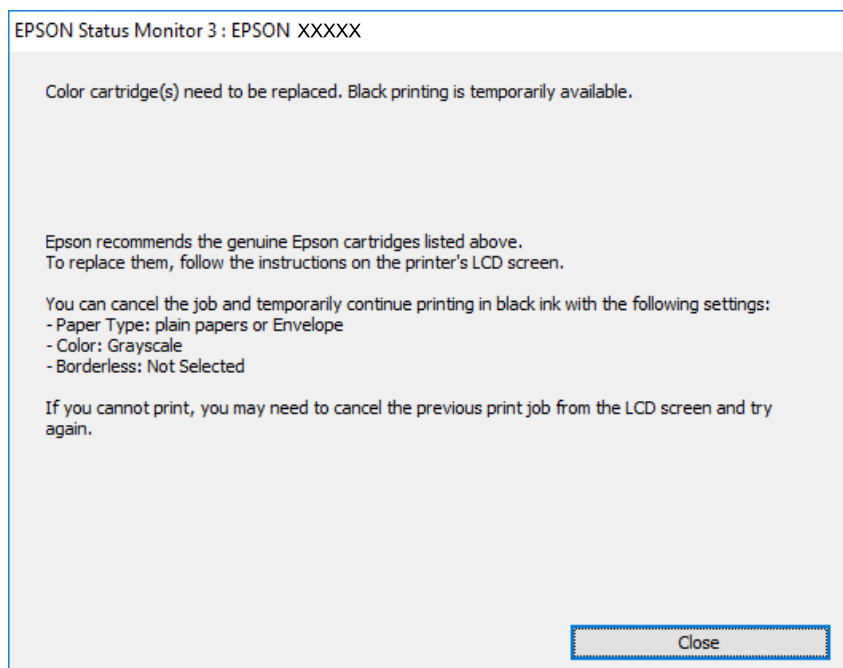 EPSON Status Monitor 3 : EPSON XXXXX
Color cartridge(s) need to be replaced. Black printing is temporarily available.
Epson recommends the genuine Epson cartridges listed above.
To replace them, follow the instructions on the printer's LCD screen.
You can cancel the job and temporarily continue printing in black ink with the following settings:
- Paper Type: plain papers or Envelope
- Color: Grayscale
- Borderless: Not Selected
If you cannot print, you may need to cancel the previous print job from the LCD screen and try
again.
Close